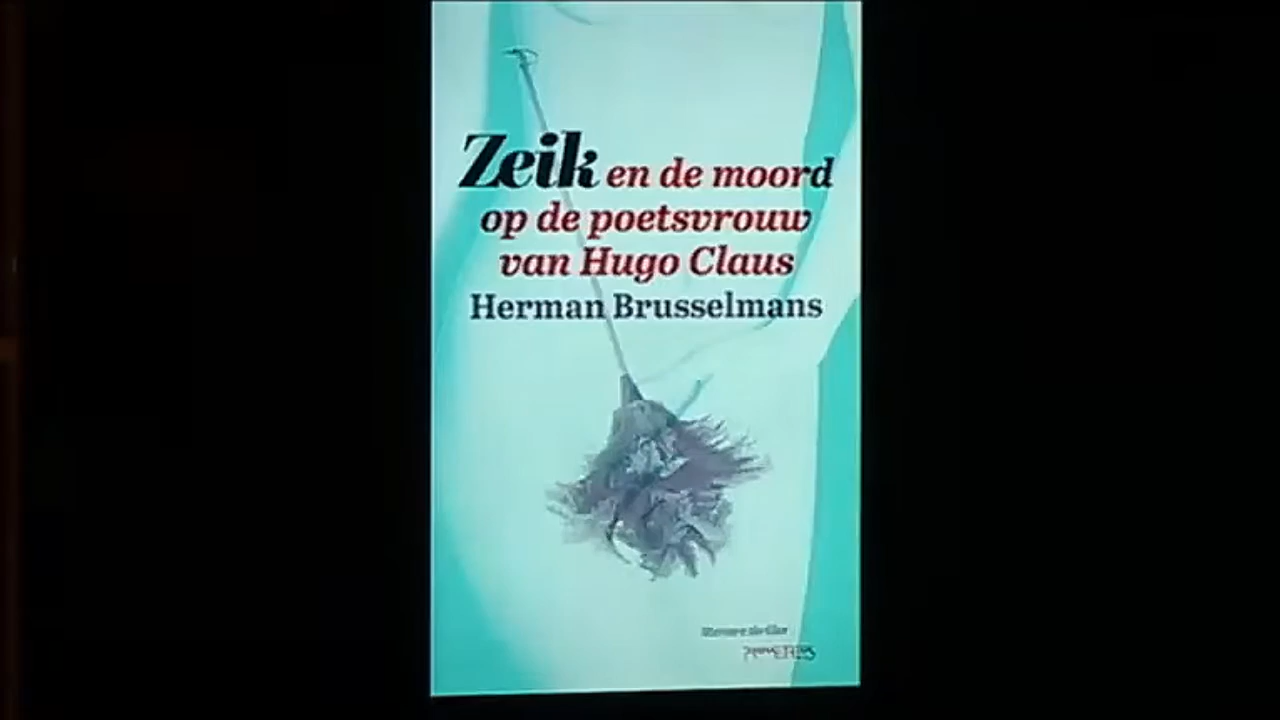 Zeik en de moord
op de poetsvrouw
van Hugo Claus
Herman Brusselmans